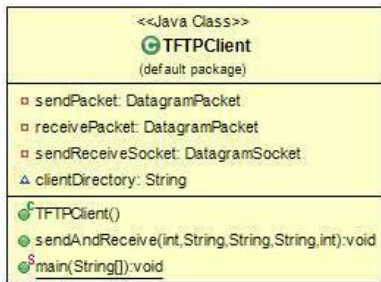 <<Java Class>>
C TFTPClient
(default package)
sendPacket: DatagramPacket
receivePacket: DatagramPacket
sendReceiveSocket: DatagramSocket
clientDirectory: String
C TFTPClient()
sendAndReceive(int,String,String,String,int):void
S main(String[]):void